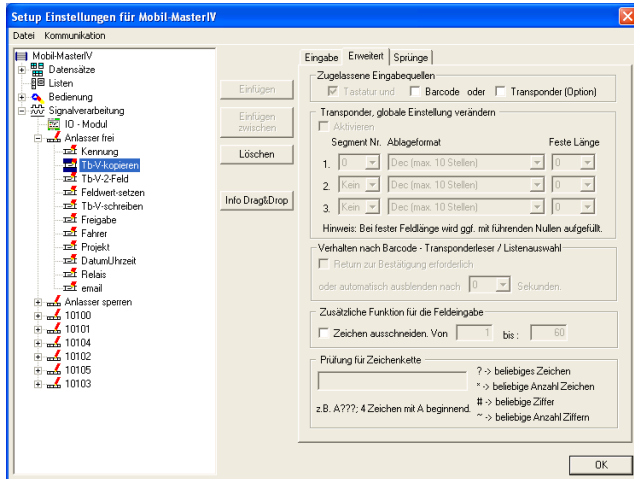 Setup Einstellungen für Mobil-MasterIV
Datei Kommunikation
Mobil-MasterIV
Datensätze
Listen
Bedienung
Signalverarbeitung
IO - Modul
Anlasser frei
Kennung
Tb-V-kopieren
Tb-V-2-Feld
Feldwert-setzen
Tb-V-schreiben
Freigabe
Fahrer
Projekt
DatumUhrzeit
Relais
email
Anlasser sperren
10100
10101
10104
10102
10105
10103
Einfügen
Einfügen
zwischen
Löschen
Info Drag&Drop
Eingabe Erweitert Sprünge
Zugelassene Eingabequellen
Tastatur und Barcode oder Transponder (Option)
Transponder, globale Einstellung verändern
Aktivieren
Segment Nr. Ablageformat Feste Länge
1. 0 Dec (max. 10 Stellen) 0
2. Kein Dec (max. 10 Stellen) 0
3. Kein Dec (max. 10 Stellen) 0
Hinweis: Bei fester Feldlänge wird ggf. mit führenden Nullen aufgefüllt.
Verhalten nach Barcode - Transponderleser / Listenauswahl
Return zur Bestätigung erforderlich
oder automatisch ausblenden nach 0 Sekunden.
Zusätzliche Funktion für die Feldeingabe
Zeichen ausschneiden. Von 1 bis : 60
Prüfung für Zeichenkette
? -> beliebiges Zeichen
* -> beliebige Anzahl Zeichen
# -> beliebige Ziffer
~ -> beliebige Anzahl Ziffern
z.B. A???; 4 Zeichen mit A beginnend.
OK